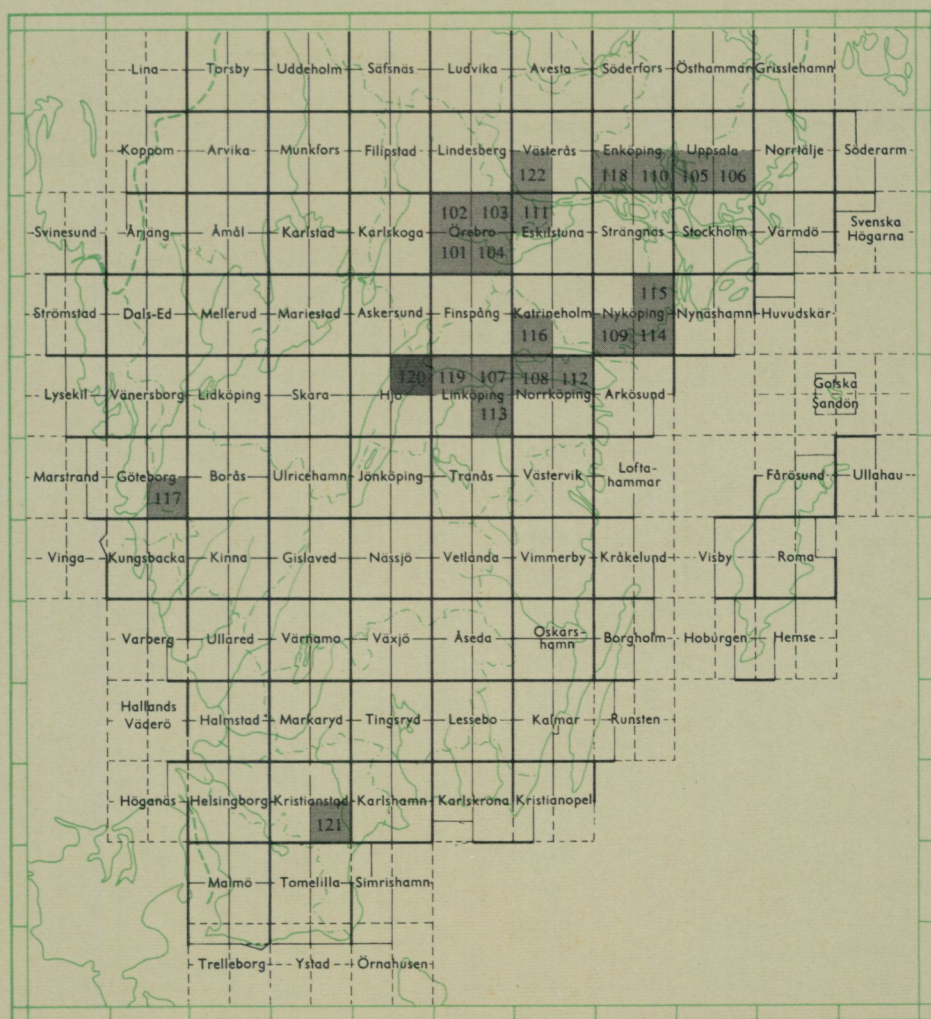 Lina Torsby Uddeholm Säfsnäs Ludvika Avesta Söderfors Östhammar Grisslehamn
Koppom Arvika Munkfors Filipstad Lindesberg Västerås Enköping Uppsala Norrtälje Söderarm
122 118 110 105 106
102 103 111
Svinesund Årjäng Åmål Karlstad Karlskoga Örebro Eskilstuna Strängnäs Stockholm Värmdö Svenska Högarna
101 104
115
Strömstad Dals-Ed Mellerud Mariestad Askersund Finspång Katrineholm Nyköping Nynäshamn Huvudskär
116 109 114
120 119 107 108 112
Lysekil Vänersborg Lidköping Skara Hjo Linköping Norrköping Arkösund Gotska Sandön
113
Marstrand Göteborg Borås Ulricehamn Jönköping Tranås Västervik Lofta-hammar Fårösund Ullahau
117
Vinga Kungsbacka Kinna Gislaved Nässjö Vetlanda Vimmerby Kråkelund Visby Roma
Varberg Ullared Värnamo Växjö Åseda Oskars-hamn Borgholm Hoburgen Hemse
Hallands Väderö Halmstad Markaryd Tingsryd Lessebo Kalmar Runsten
Höganäs Helsingborg Kristianstad Karlshamn Karlskrona Kristianopel
121
Malmö Tomelilla Simrishamn
Trelleborg Ystad Örnahusen